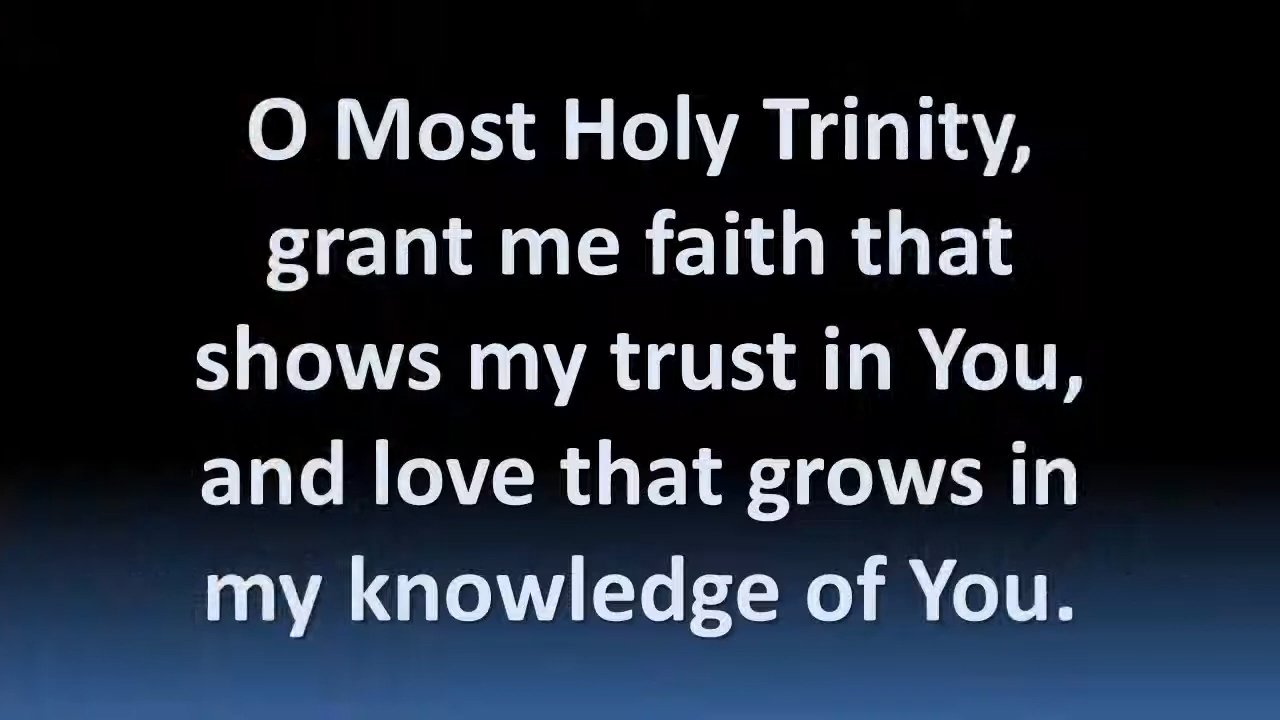 O Most Holy Trinity,
grant me faith that
shows my trust in You,
and love that grows in
my knowledge of You.